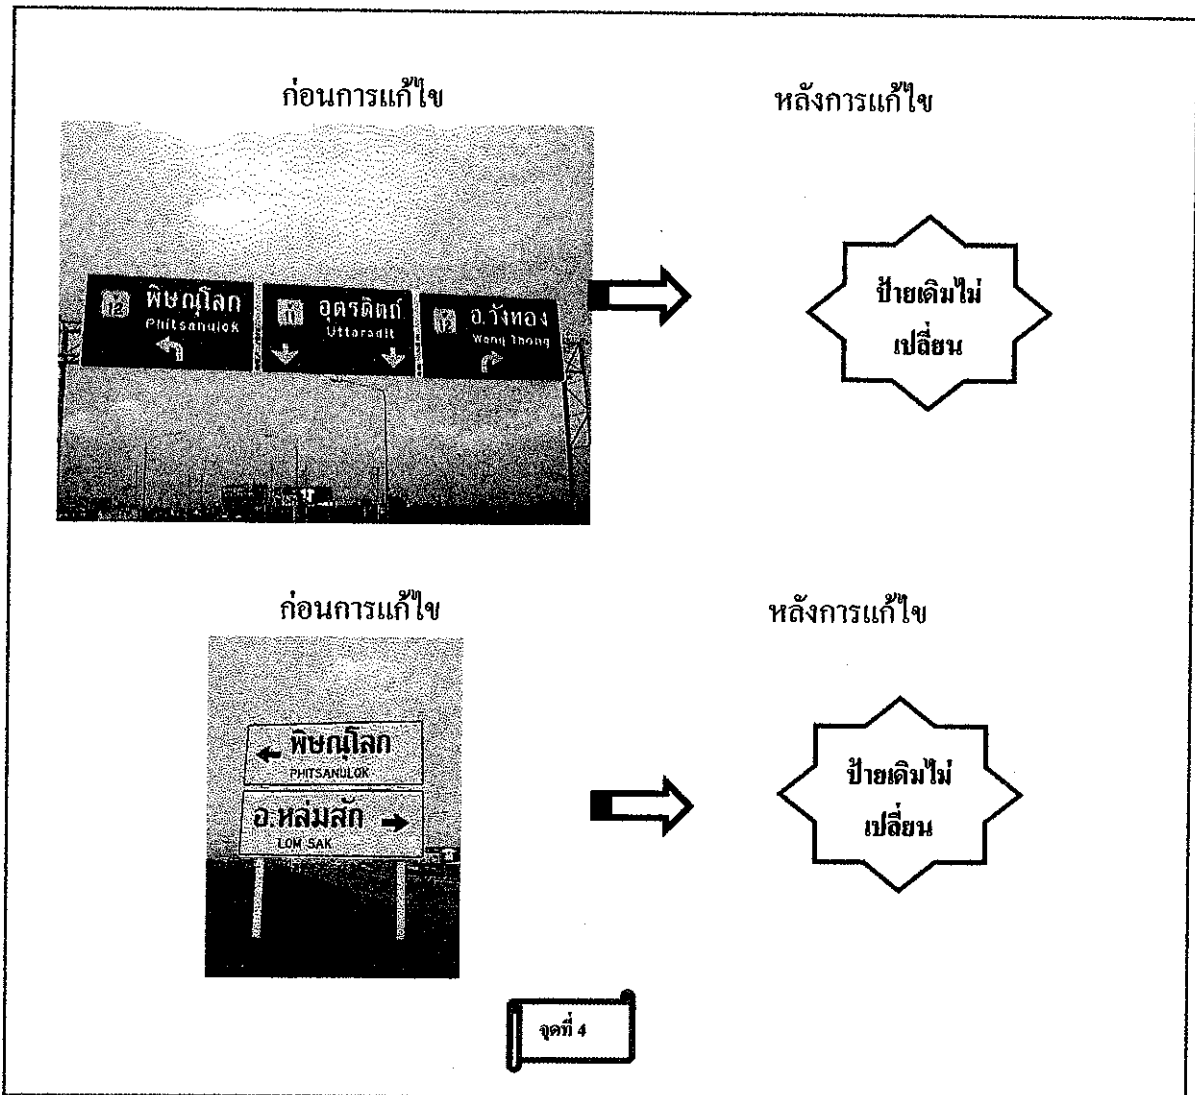 ก่อนการแก้ไข
หลังการแก้ไข
12 พิษณุโลก
Phitsanulok
11 อุตรดิตถ์
Uttaradit
อ.วังทอง
Wang Thong
ป้ายเดิมไม่
เปลี่ยน
ก่อนการแก้ไข
หลังการแก้ไข
พิษณุโลก
PHITSANULOK
อ.หล่มสัก
LOM SAK
ป้ายเดิมไม่
เปลี่ยน
จุดที่ 4